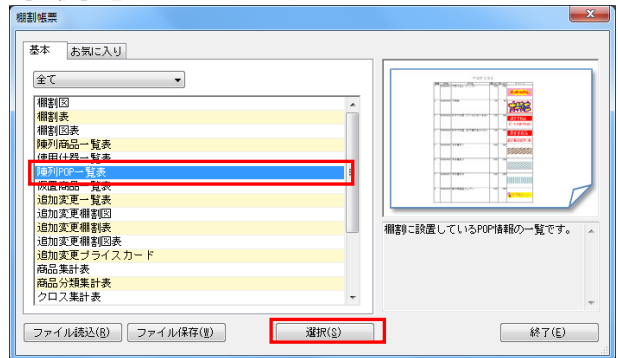 棚割帳票
基本 お気に入り
全て
棚割図
棚割表
棚割図表
陳列商品一覧表
使用什器一覧表
陳列POP一覧表
仮置商品一覧表
追加変更一覧表
追加変更棚割図
追加変更棚割表
追加変更棚割図表
追加変更プライスカード
商品集計表
商品分類集計表
クロス集計表
棚割に設置しているPOP情報の一覧です。
ファイル読込(R) ファイル保存(W) 選択(S) 終了(E)